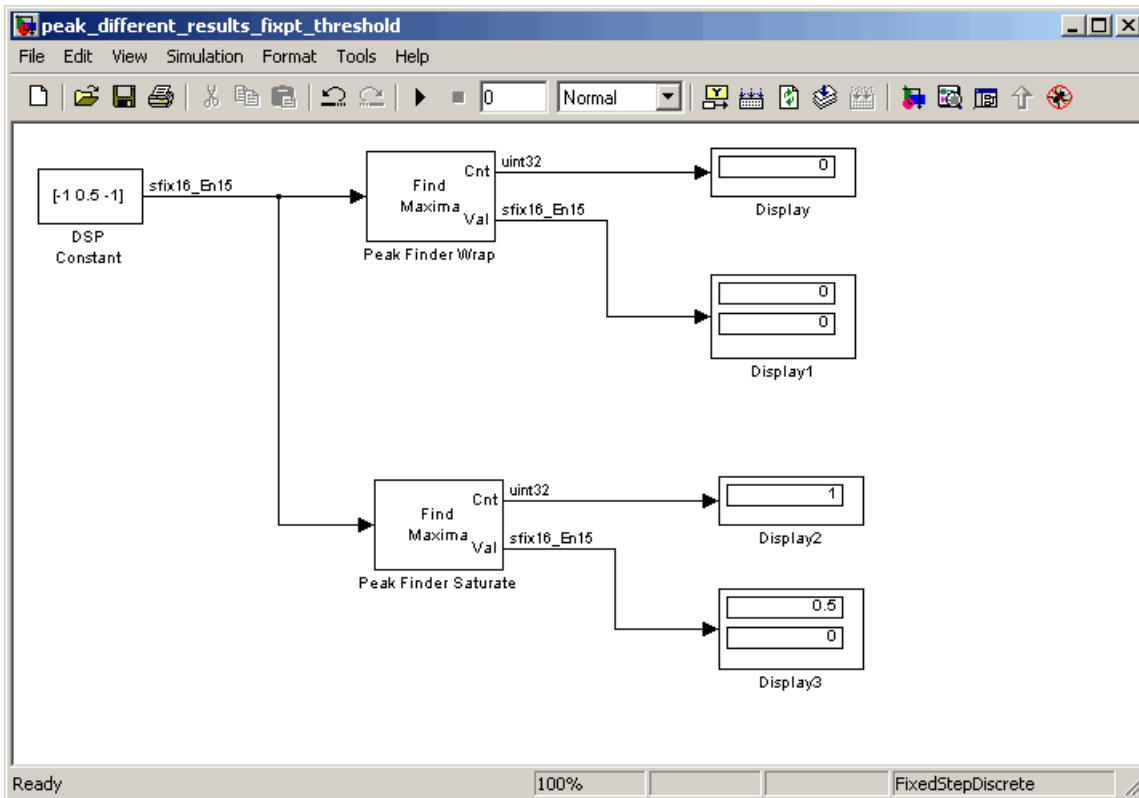 peak_different_results_fixpt_threshold
File Edit View Simulation Format Tools Help
0
Normal
[-1 0.5 -1]
sfix16_En15
DSP
Constant
Find
Maxima
Cnt
Val
Peak Finder Wrap
uint32
sfix16_En15
0
Display
0
0
Display1
Find
Maxima
Cnt
Val
Peak Finder Saturate
uint32
sfix16_En15
1
Display2
0.5
0
Display3
Ready
100%
FixedStepDiscrete